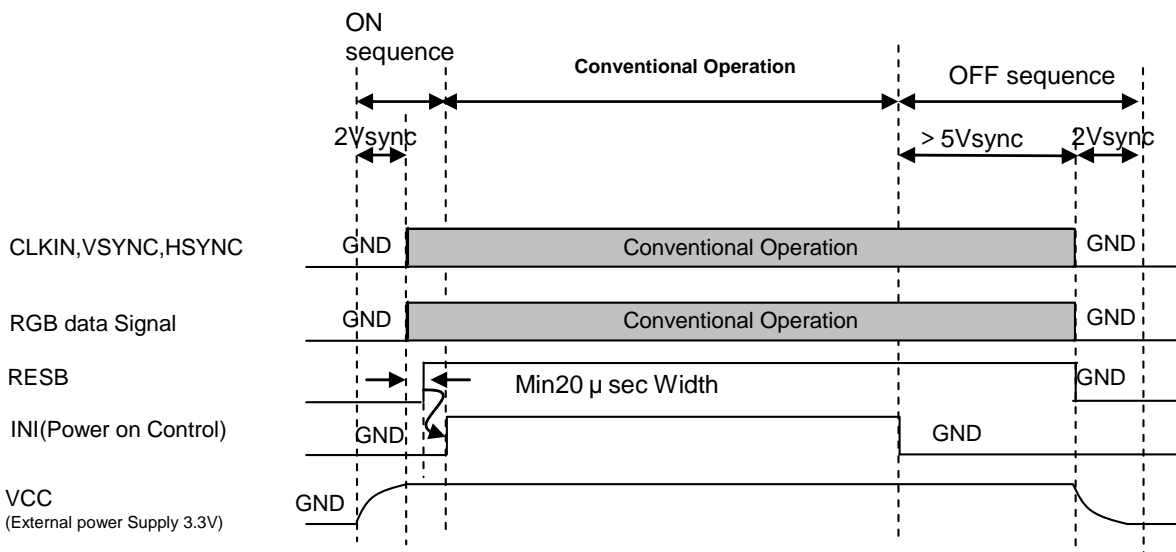 ON
sequence
Conventional Operation
OFF sequence
2Vsync
> 5Vsync
2Vsync
CLKIN,VSYNC,HSYNC
GND
Conventional Operation
GND
RGB data Signal
GND
Conventional Operation
GND
RESB
Min20 μ sec Width
GND
INI(Power on Control)
GND
GND
VCC
(External power Supply 3.3V)
GND